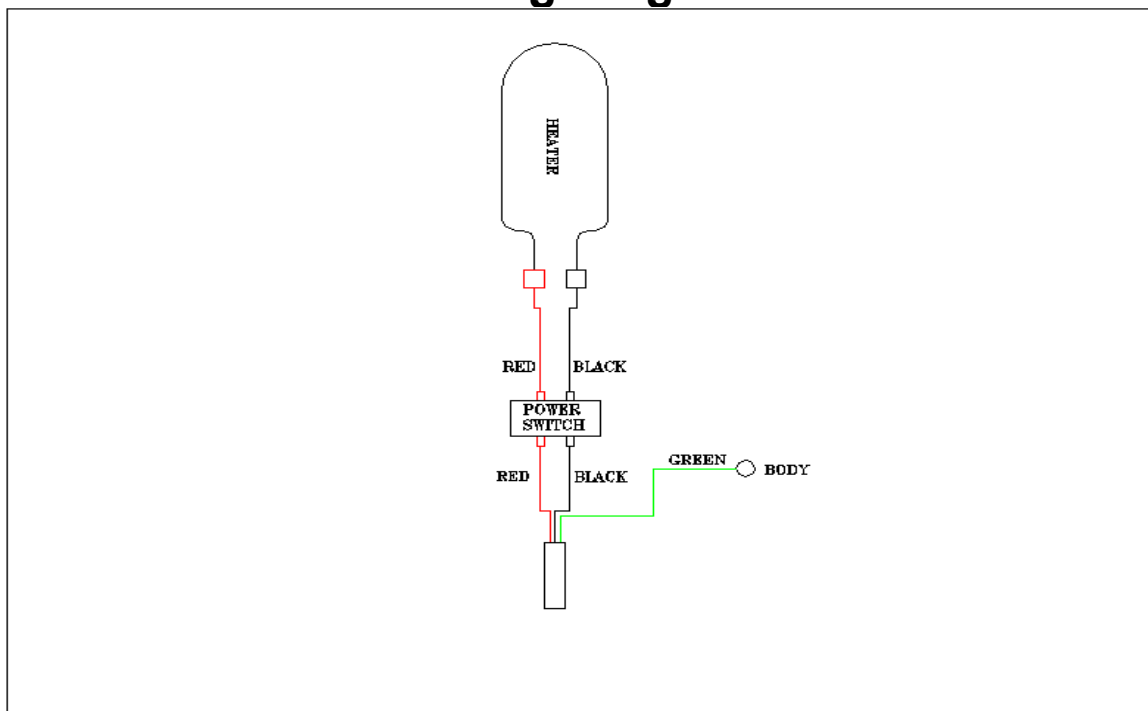 HEATER
RED
BLACK
POWER
SWITCH
RED
BLACK
GREEN
BODY